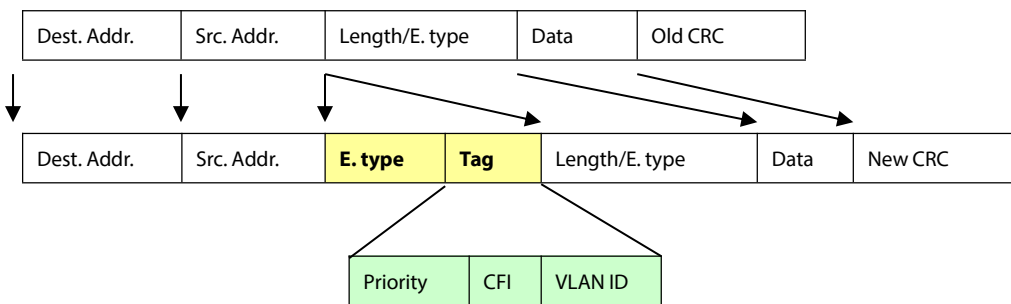 Dest. Addr. Src. Addr. Length/E. type Data Old CRC
Dest. Addr. Src. Addr. E. type Tag Length/E. type Data New CRC
Priority CFI VLAN ID